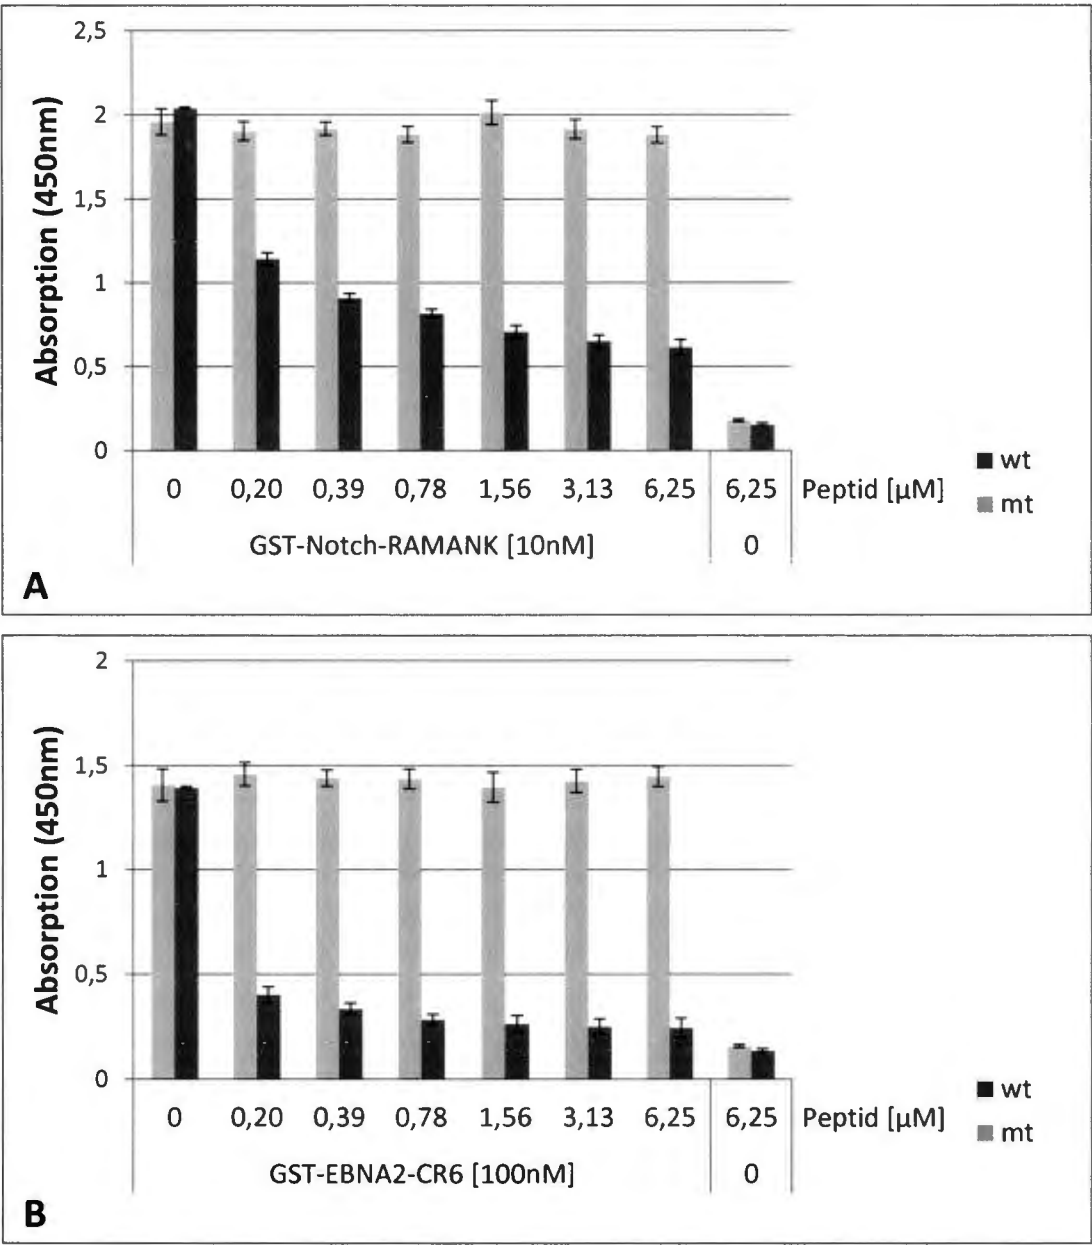 2,5
2
1,5
1
0,5
0
Absorption (450nm)
0 0,20 0,39 0,78 1,56 3,13 6,25 6,25 Peptid [µM]
GST-Notch-RAMANK [10nM] 0
wt
mt
A
2
1,5
1
0,5
0
Absorption (450nm)
0 0,20 0,39 0,78 1,56 3,13 6,25 6,25 Peptid [µM]
GST-EBNA2-CR6 [100nM] 0
wt
mt
B